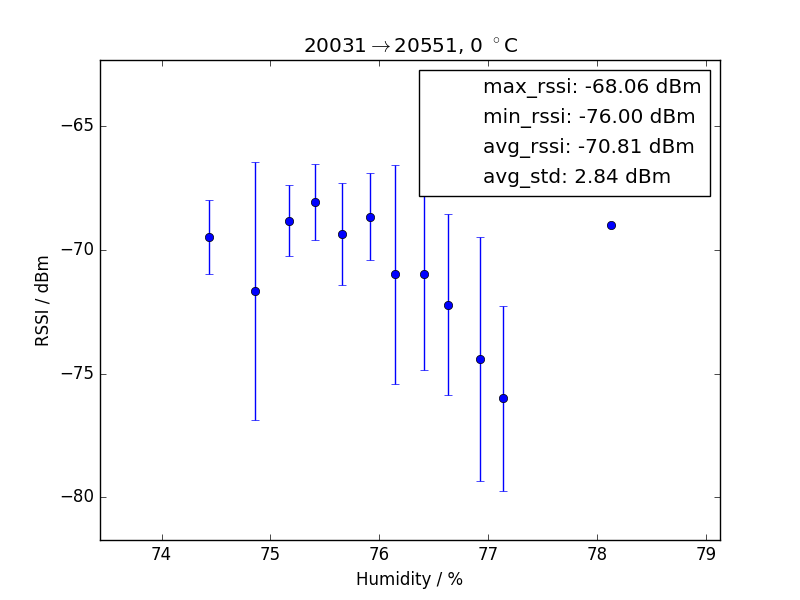 20031→20551, 0 °C
max_rssi: -68.06 dBm
min_rssi: -76.00 dBm
avg_rssi: -70.81 dBm
avg_std: 2.84 dBm
RSSI / dBm
−65
−70
−75
−80
74 75 76 77 78 79
Humidity / %